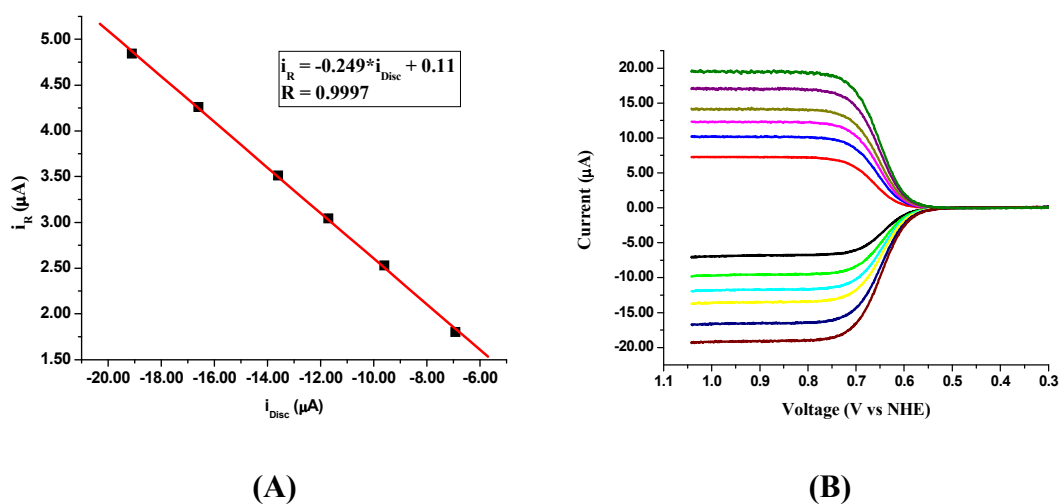 5.00
4.50
4.00
3.50
3.00
2.50
2.00
1.50
i_R (μA)
i_R = -0.249*i_Disc + 0.11
R = 0.9997
-20.00 -18.00 -16.00 -14.00 -12.00 -10.00 -8.00 -6.00
i_Disc (μA)
(A)
20.00
15.00
10.00
5.00
0.00
-5.00
-10.00
-15.00
-20.00
Current (μA)
1.1 1.0 0.9 0.8 0.7 0.6 0.5 0.4 0.3
Voltage (V vs NHE)
(B)